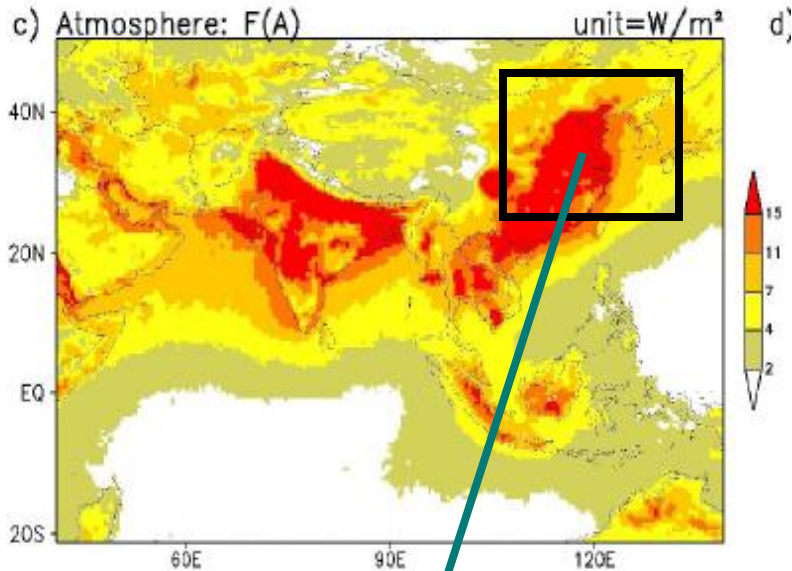 c) Atmosphere: F(A) unit=W/m² d)
40N
20N
EQ
20S
60E 90E 120E
15
11
7
4
2